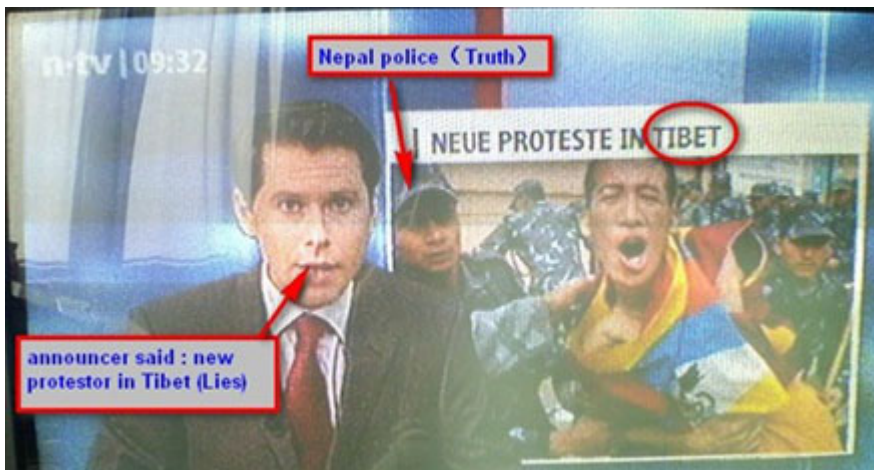 n-tv | 09:32
Nepal police（Truth）
NEUE PROTESTE IN TIBET
announcer said : new
protestor in Tibet (Lies)